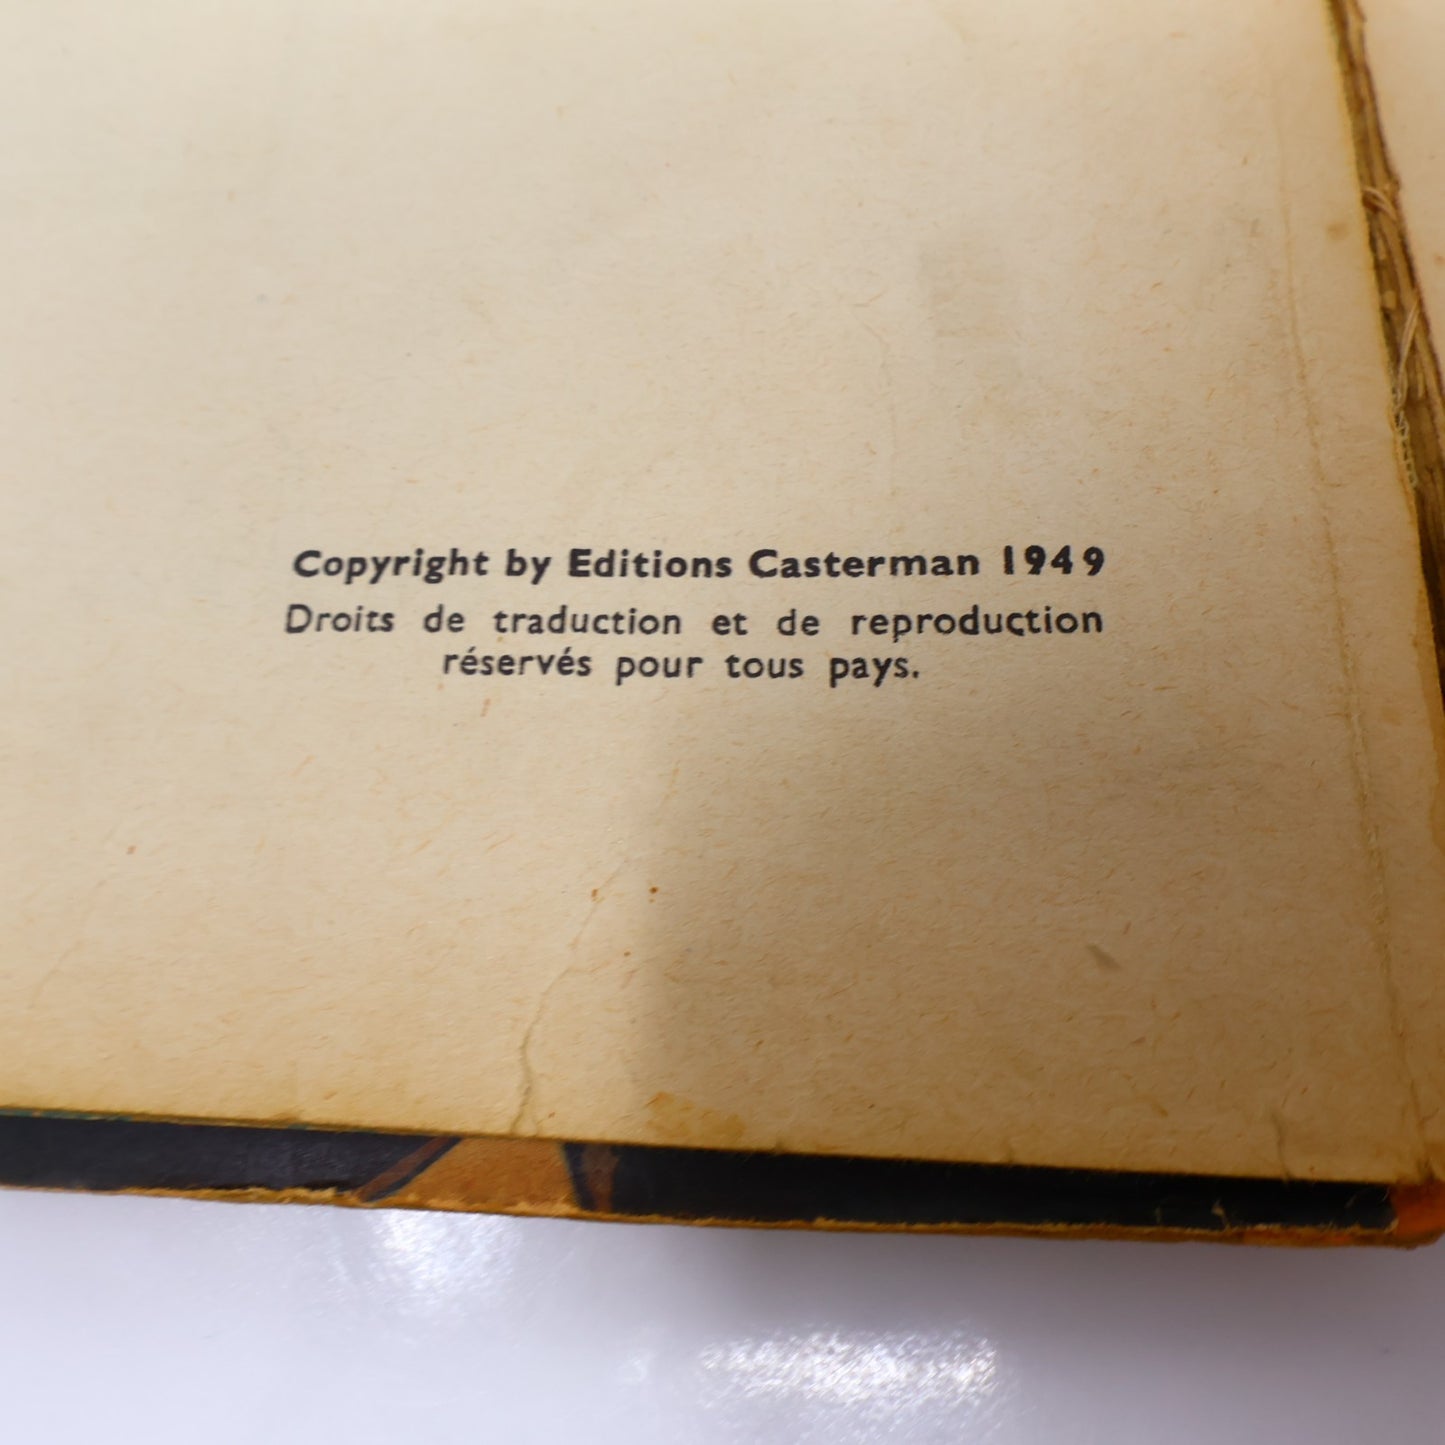 Copyright by Editions Casterman 1949
Droits de traduction et de reproduction
réservés pour tous pays.